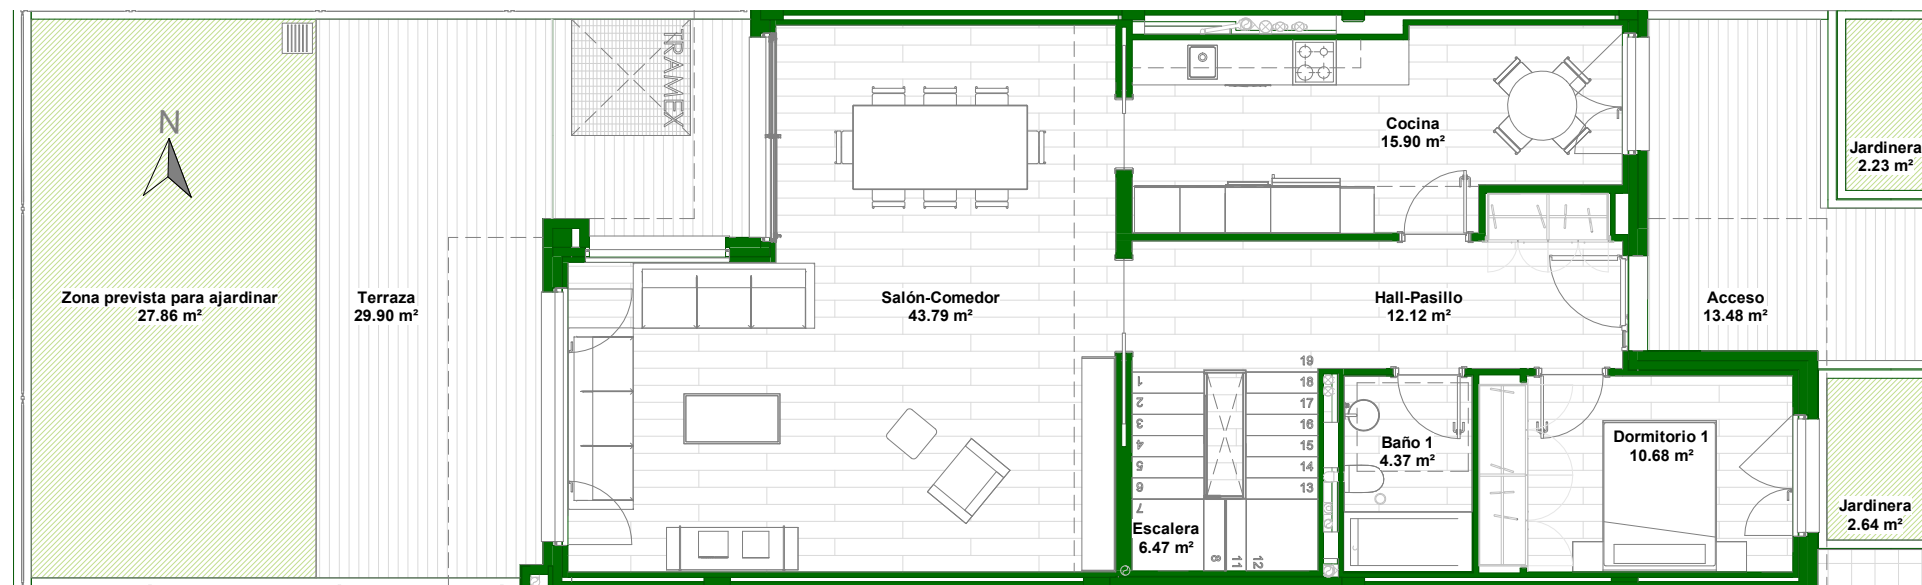 TRAMEX
N
Cocina
15.90 m²
Jardinera
2.23 m²
Zona prevista para ajardinar
27.86 m²
Terraza
29.90 m²
Salón-Comedor
43.79 m²
Hall-Pasillo
12.12 m²
Acceso
13.48 m²
19
1
18
2
17
3
16
4
15
5
14
6
13
7
Baño 1
4.37 m²
Dormitorio 1
10.68 m²
Escalera
6.47 m²
8
11
12
Jardinera
2.64 m²